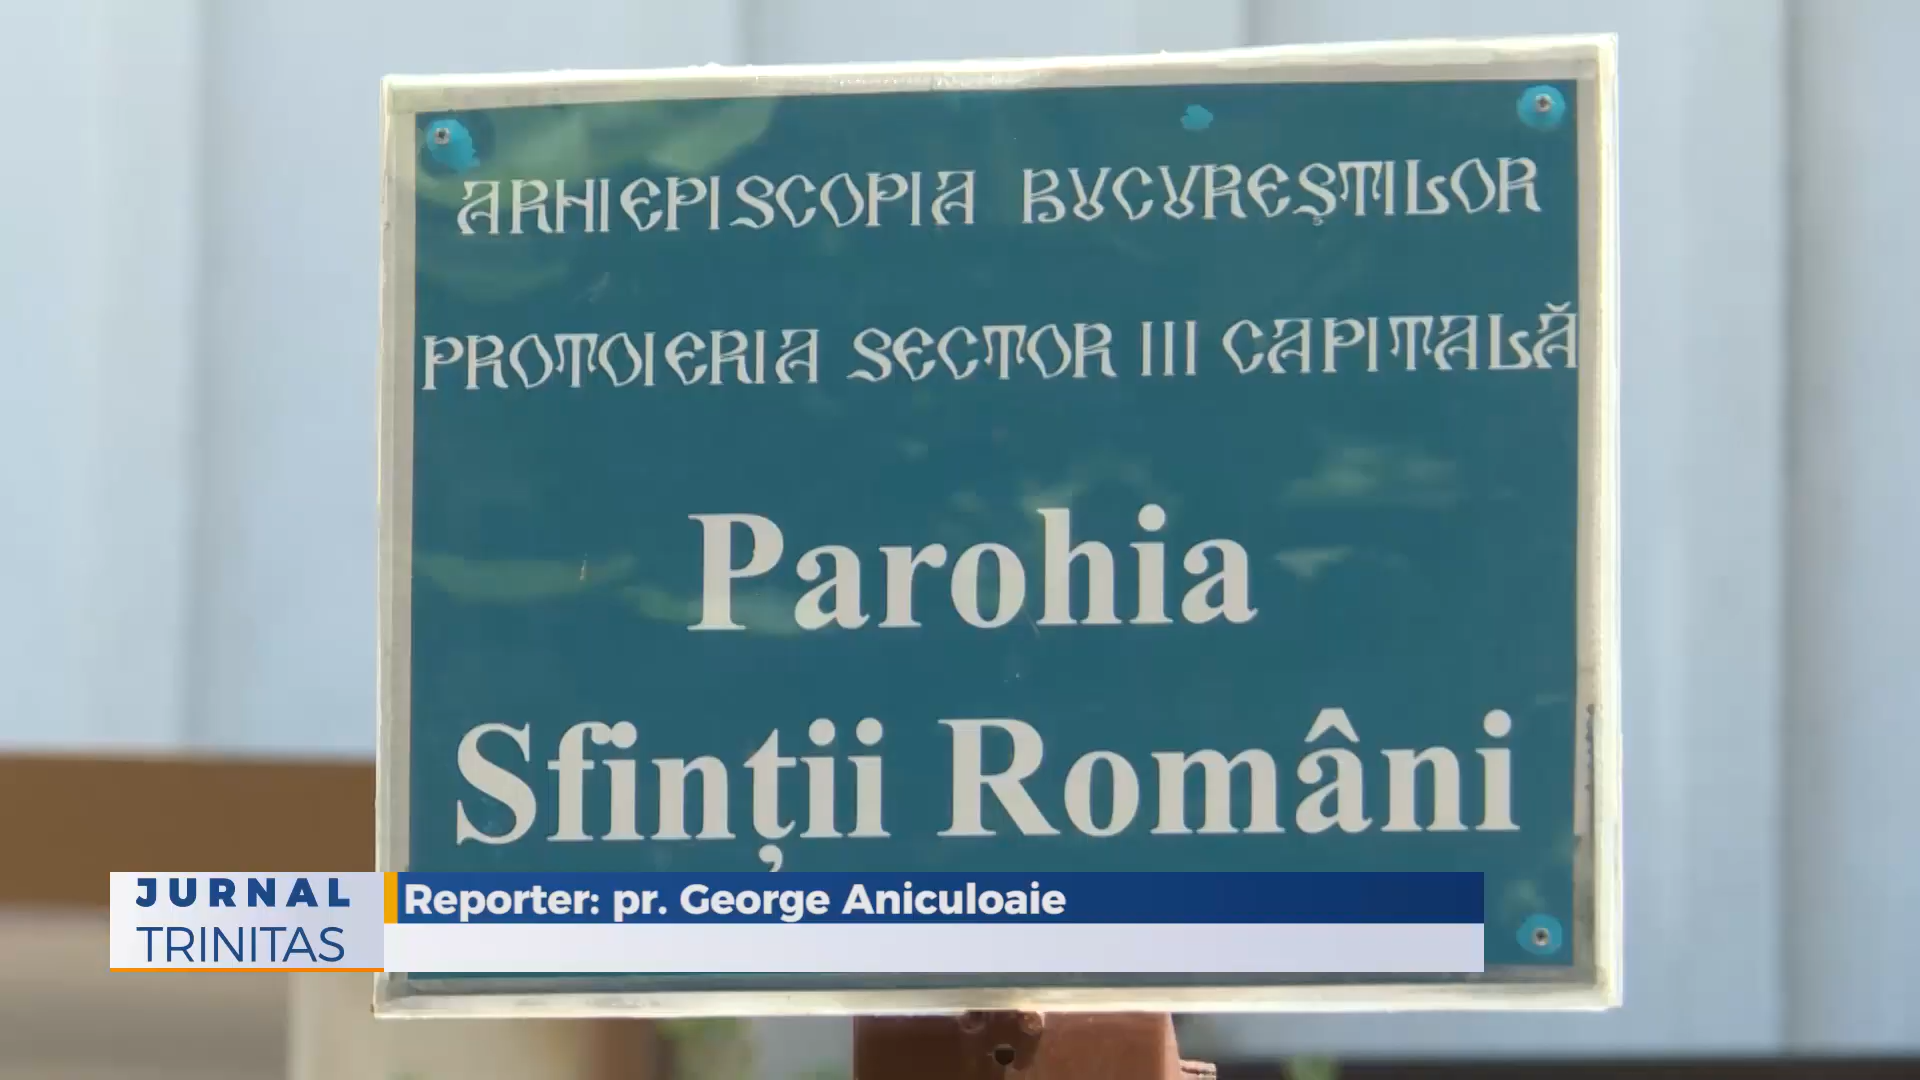 ARHIEPISCOPIA BUCUREȘTILOR
PROTOIERIA SECTOR III CAPITALĂ
Parohia
Sfinții Români
JURNAL
TRINITAS
Reporter: pr. George Aniculoaie